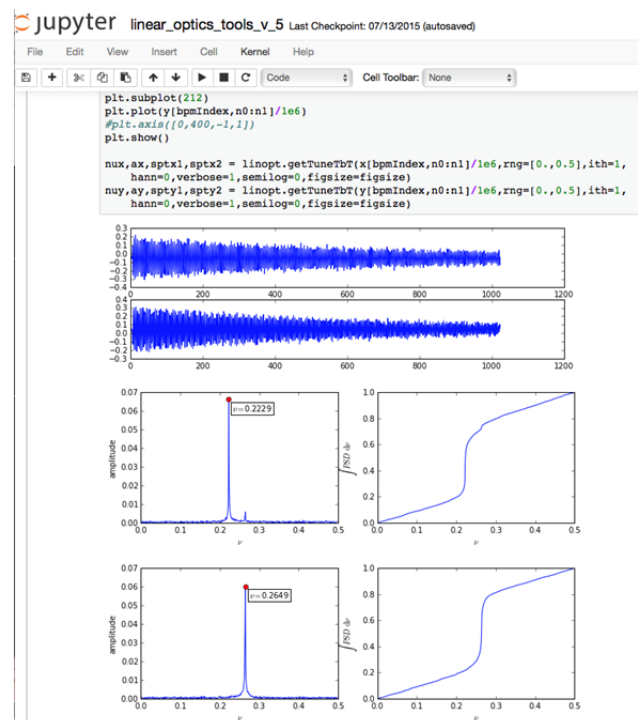 jupyter linear_optics_tools_v_5 Last Checkpoint: 07/13/2015 (autosaved)
File Edit View Insert Cell Kernel Help
Code Cell Toolbar: None
plt.subplot(212)
plt.plot(y[bpmIndex,n0:n1]/1e6)
#plt.axis([0,400,-1,1])
plt.show()
nux,ax,sptx1,sptx2 = linopt.getTuneTbT(x[bpmIndex,n0:n1]/1e6,rng=[0.,0.5],ith=1,
hann=0,verbose=1,semilog=0,figsize=figsize)
nuy,ay,spty1,spty2 = linopt.getTuneTbT(y[bpmIndex,n0:n1]/1e6,rng=[0.,0.5],ith=1,
hann=0,verbose=1,semilog=0,figsize=figsize)
0.3
0.2
0.1
0.0
−0.1
−0.2
−0.3
−0.4
0 200 400 600 800 1000 1200
0.4
0.3
0.2
0.1
0.0
−0.1
−0.2
−0.3
0 200 400 600 800 1000 1200
0.07
0.06
0.05
0.04
0.03
0.02
0.01
0.00
amplitude
ν=0.2229
0.0 0.1 0.2 0.3 0.4 0.5
ν
1.0
0.8
0.6
0.4
0.2
0.0
∫ PSD dν
0.0 0.1 0.2 0.3 0.4 0.5
ν
0.07
0.06
0.05
0.04
0.03
0.02
0.01
0.00
amplitude
ν=0.2649
0.0 0.1 0.2 0.3 0.4 0.5
ν
1.0
0.8
0.6
0.4
0.2
0.0
∫ PSD dν
0.0 0.1 0.2 0.3 0.4 0.5
ν